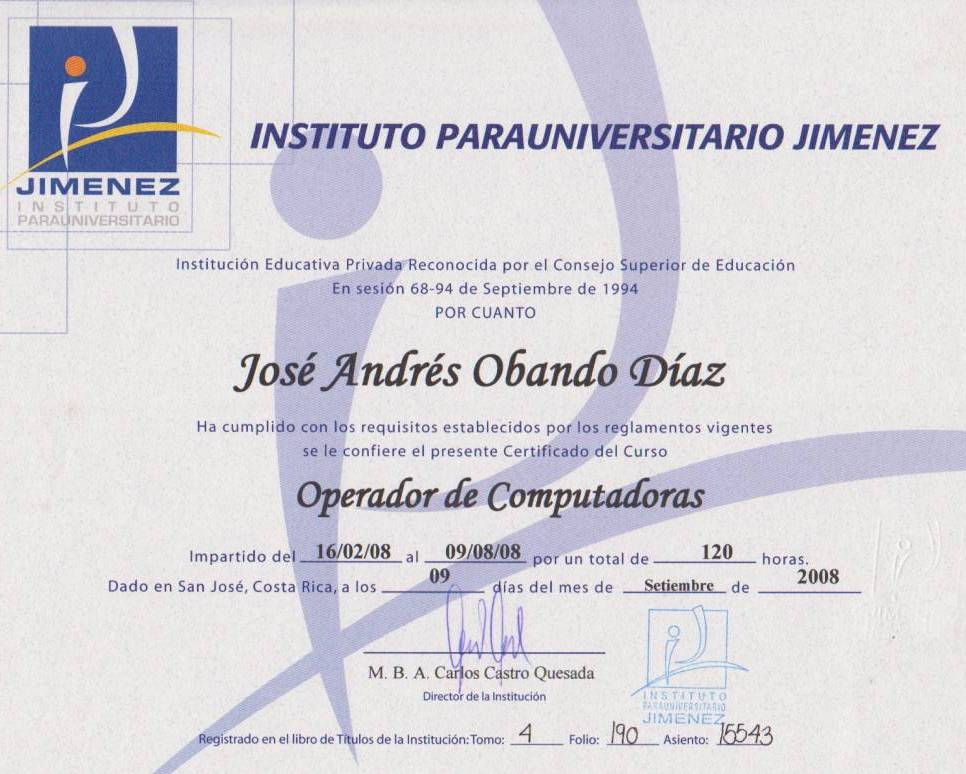 JIMENEZ
INSTITUTO
PARAUNIVERSITARIO
INSTITUTO PARAUNIVERSITARIO JIMENEZ
Institución Educativa Privada Reconocida por el Consejo Superior de Educación
En sesión 68-94 de Septiembre de 1994
POR CUANTO
José Andrés Obando Díaz
Ha cumplido con los requisitos establecidos por los reglamentos vigentes
se le confiere el presente Certificado del Curso
Operador de Computadoras
Impartido del 16/02/08 al 09/08/08 por un total de 120 horas.
Dado en San José, Costa Rica, a los 09 días del mes de Setiembre de 2008
M. B. A. Carlos Castro Quesada
Director de la Institución
INSTITUTO
PARAUNIVERSITARIO
JIMENEZ
Registrado en el libro de Titulos de la Institución: Tomo: 4 Folio: 190 Asiento: 15543